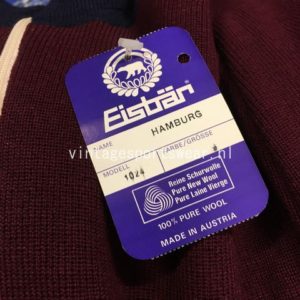 Eisbär
NAME HAMBURG
MODELL 1024 FARBE/GRÖSSE
vintagesportswear.nl
Reine Schurwolle
Pure New Wool
Pure Laine Vierge
100% PURE WOOL
MADE IN AUSTRIA